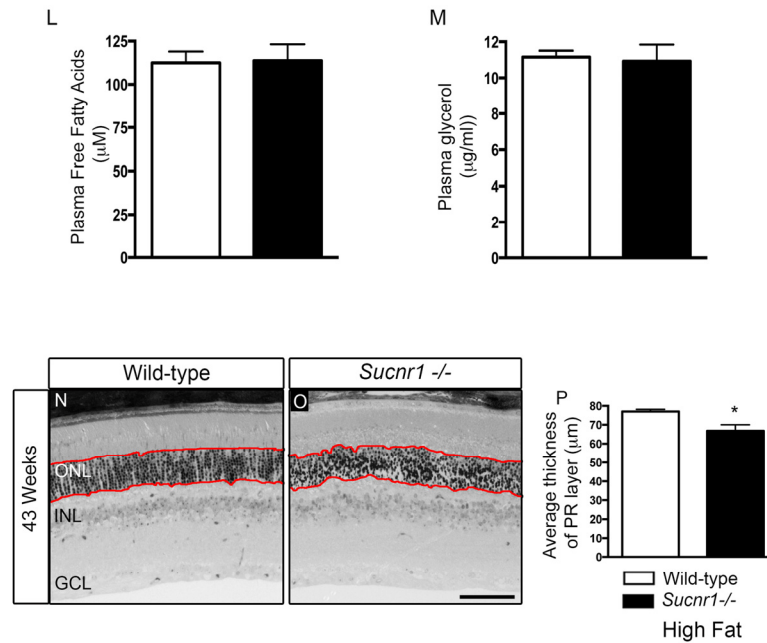 L
Plasma Free Fatty Acids
(μM)
125
100
75
50
25
0
M
Plasma glycerol
(μg/ml))
12
10
8
6
4
2
0
Wild-type
Sucnr1 -/-
43 Weeks
N
ONL
INL
GCL
O
P
Average thickness
of PR layer (μm)
80
70
60
50
40
30
20
10
0
*
Wild-type
Sucnr1-/-
High Fat